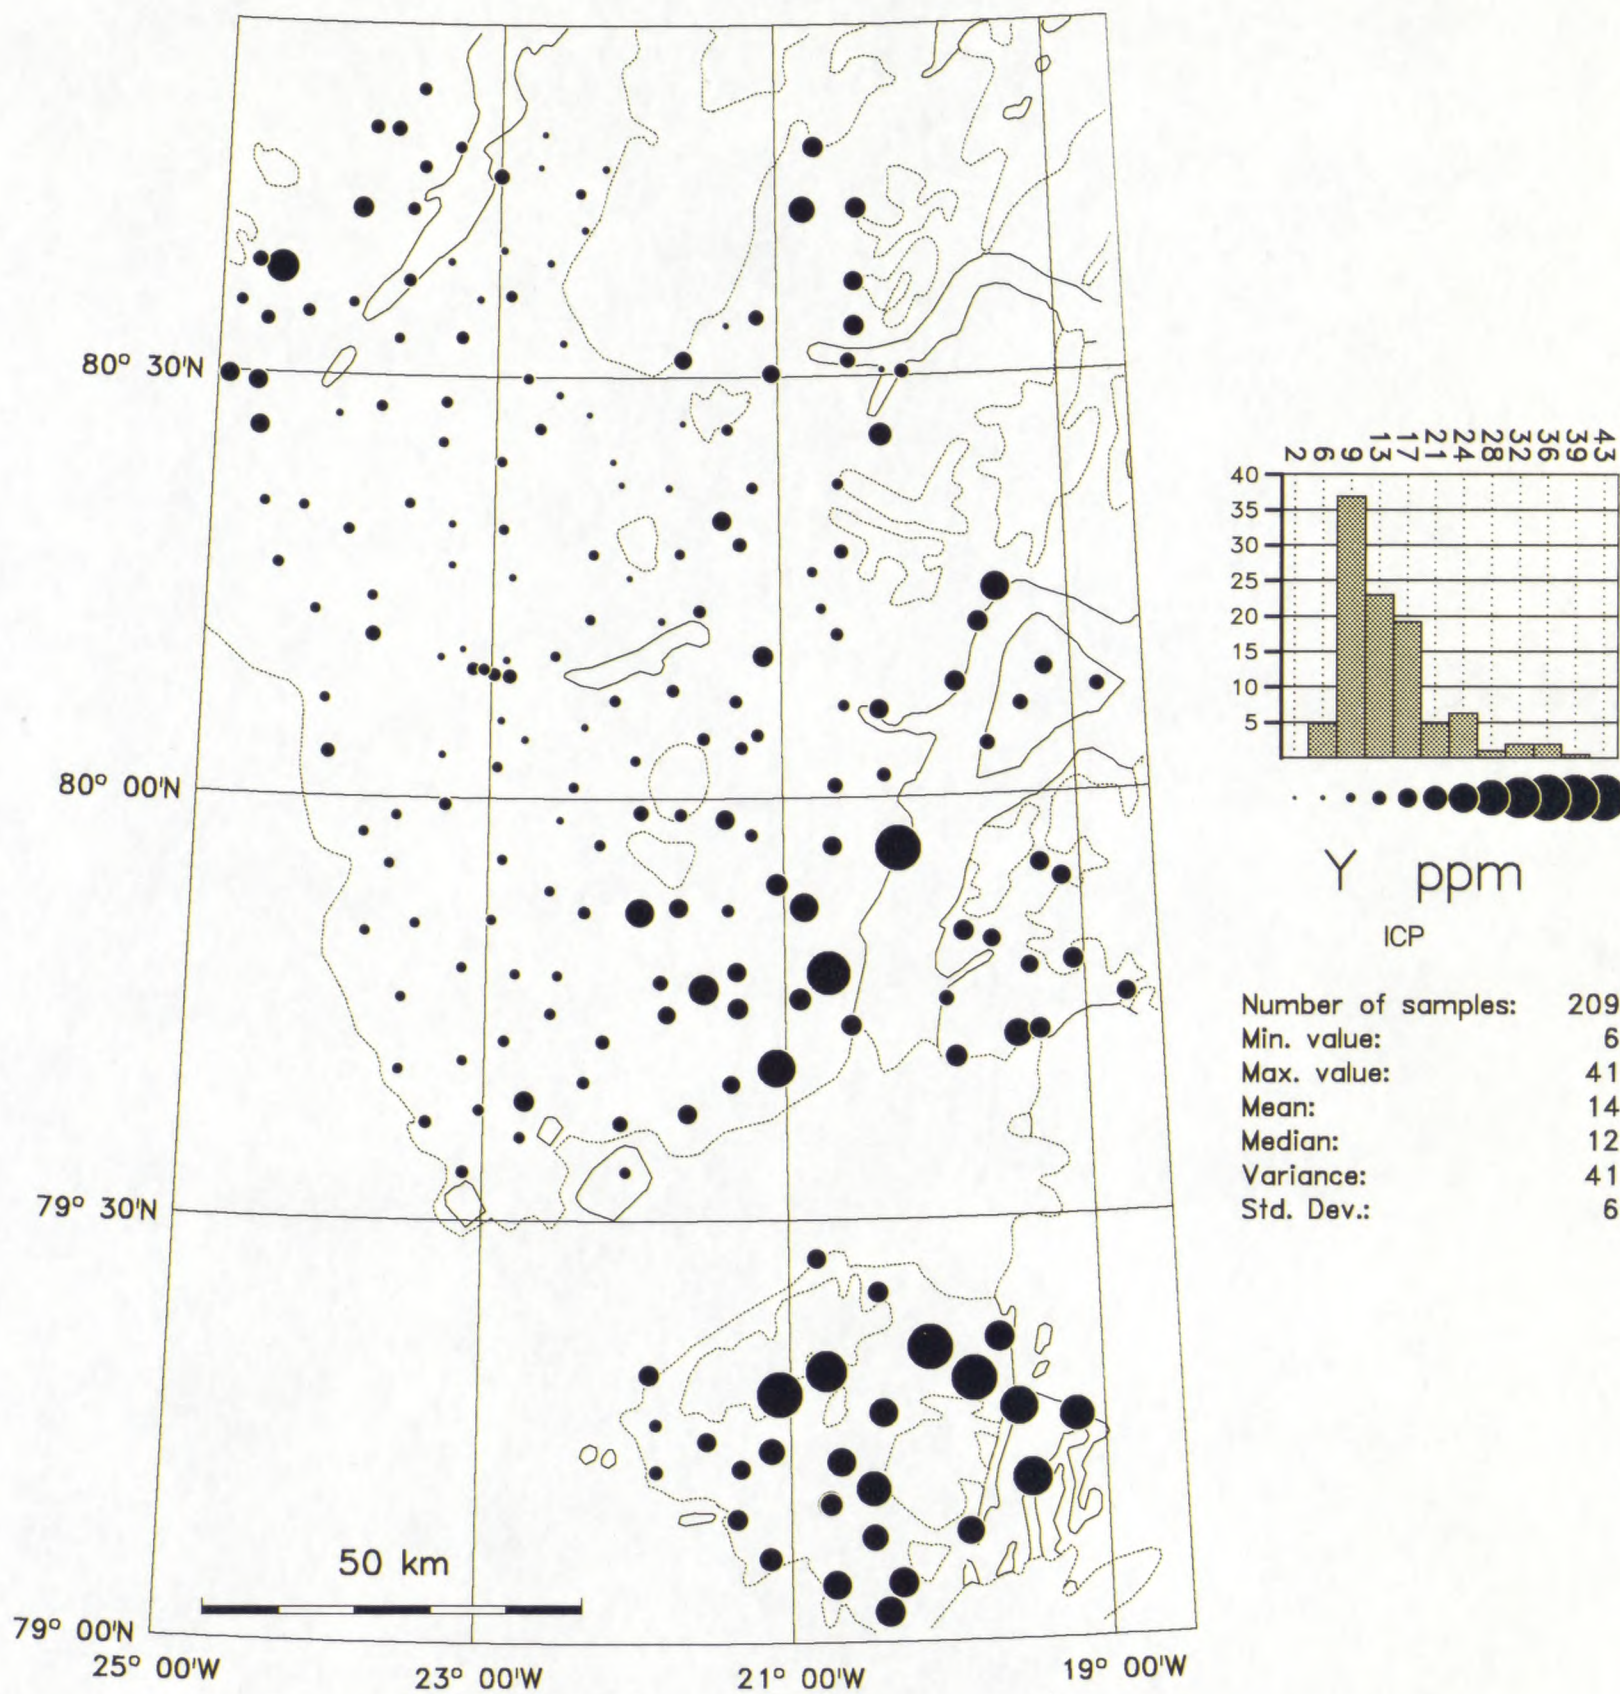 80° 30'N
80° 00'N
79° 30'N
79° 00'N
25° 00'W
23° 00'W
21° 00'W
19° 00'W
50 km
2 6 9 13 17 21 24 28 32 36 39 43
40
35
30
25
20
15
10
5
Y ppm
ICP
Number of samples: 209
Min. value: 6
Max. value: 41
Mean: 14
Median: 12
Variance: 41
Std. Dev.: 6